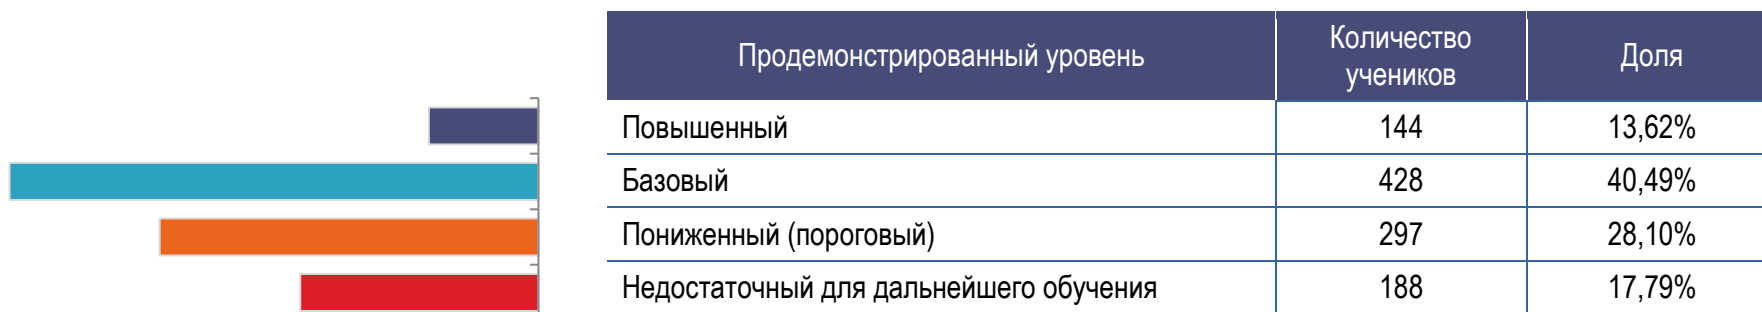 Продемонстрированный уровень Количество учеников Доля
Повышенный 144 13,62%
Базовый 428 40,49%
Пониженный (пороговый) 297 28,10%
Недостаточный для дальнейшего обучения 188 17,79%